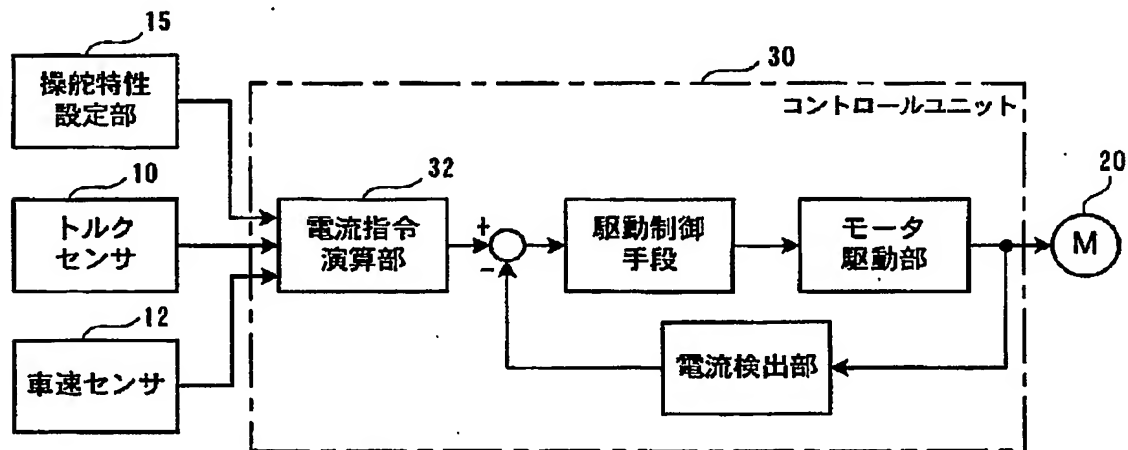 15
操舵特性
設定部
30
コントロールユニット
10
トルク
センサ
32
電流指令
演算部
+
−
駆動制御
手段
モータ
駆動部
20
M
12
車速センサ
電流検出部